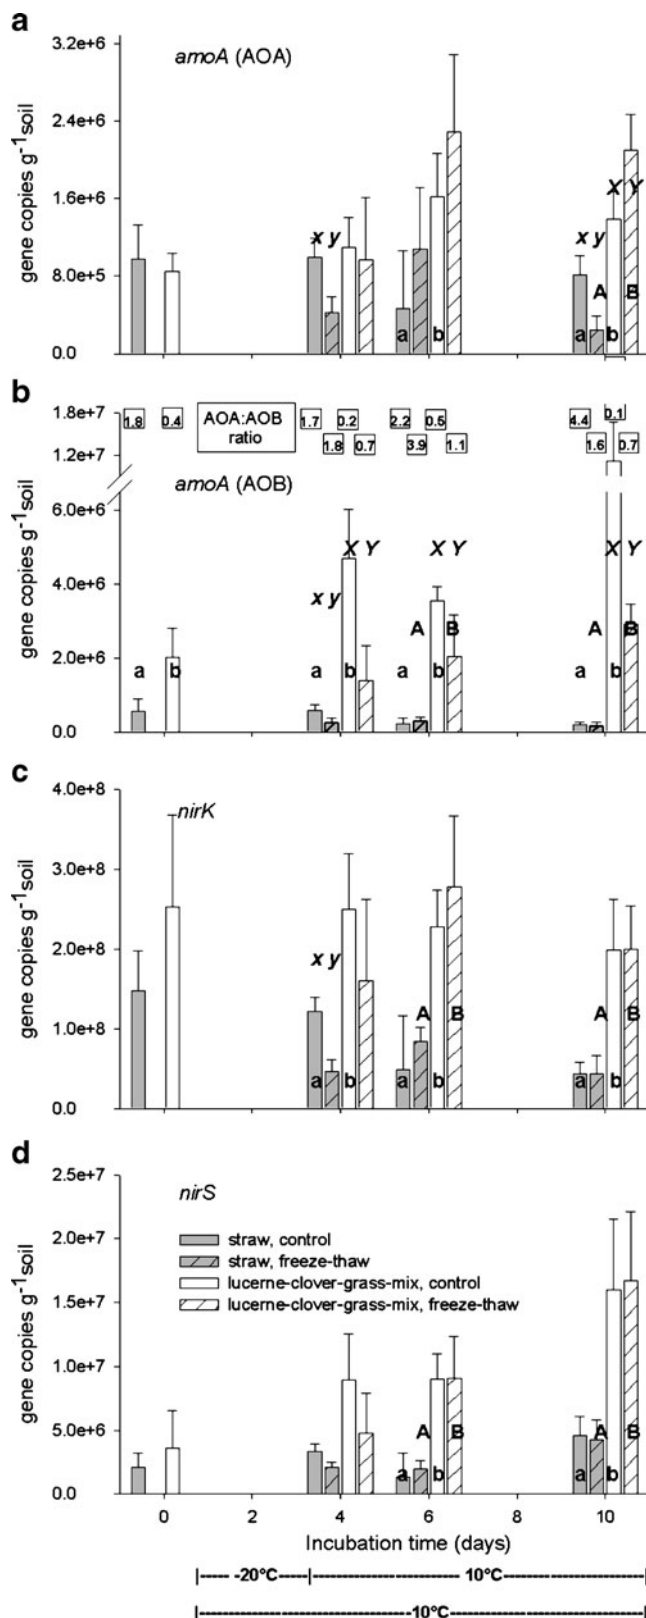 a
amoA (AOA)
3.2e+6
2.4e+6
1.6e+6
8.0e+5
0.0
gene copies g-1soil
x y
x y
X Y
A B
a b
a b
b
1.8e+7
1.2e+7
6.0e+6
4.0e+6
2.0e+6
0.0
gene copies g-1soil
1.8 0.4
AOA:AOB
ratio
1.7 0.2 2.2 0.5 4.4 0.1
1.8 0.7 3.9 1.1 1.6 0.7
amoA (AOB)
X Y X Y X Y
x y
A B A B
a b a b a b a b
c
nirK
4.0e+8
3.0e+8
2.0e+8
1.0e+8
0.0
gene copies g-1soil
x y
A B A B
a b a b a b
d
nirS
2.5e+7
2.0e+7
1.5e+7
1.0e+7
5.0e+6
0.0
gene copies g-1soil
straw, control
straw, freeze-thaw
lucerne-clover-grass-mix, control
lucerne-clover-grass-mix, freeze-thaw
A B A B
a b a b
0 2 4 6 8 10
Incubation time (days)
|----- -20°C----|--------------------- 10°C---------------------|
|-----------------------------------10°C-----------------------------------|